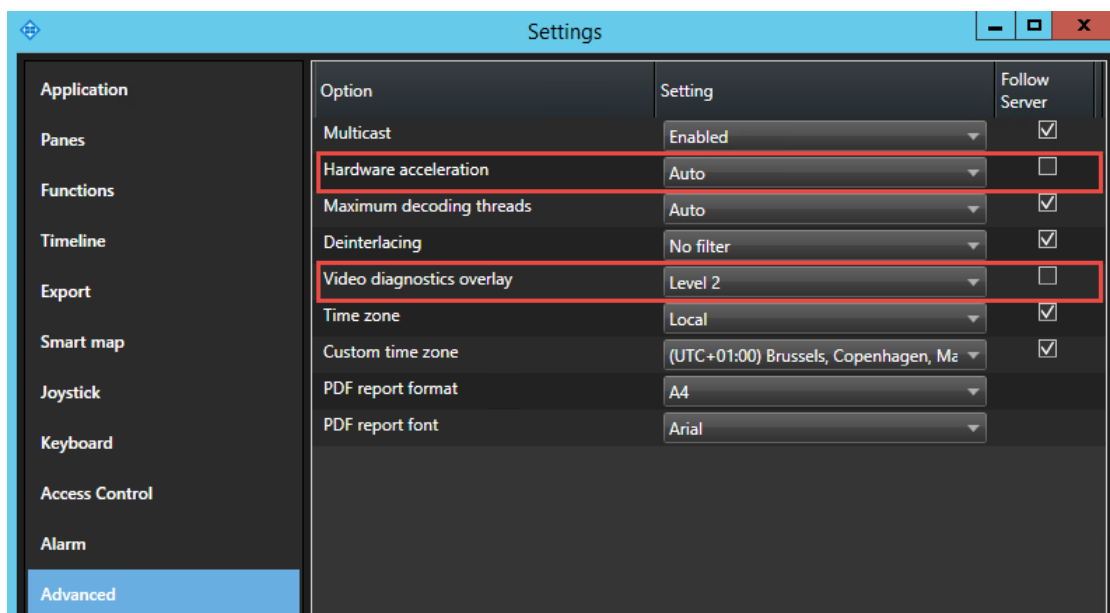 Settings
Application
Panes
Functions
Timeline
Export
Smart map
Joystick
Keyboard
Access Control
Alarm
Advanced
Option Setting Follow
Server
Multicast Enabled
Hardware acceleration Auto
Maximum decoding threads Auto
Deinterlacing No filter
Video diagnostics overlay Level 2
Time zone Local
Custom time zone (UTC+01:00) Brussels, Copenhagen, Ma
PDF report format A4
PDF report font Arial